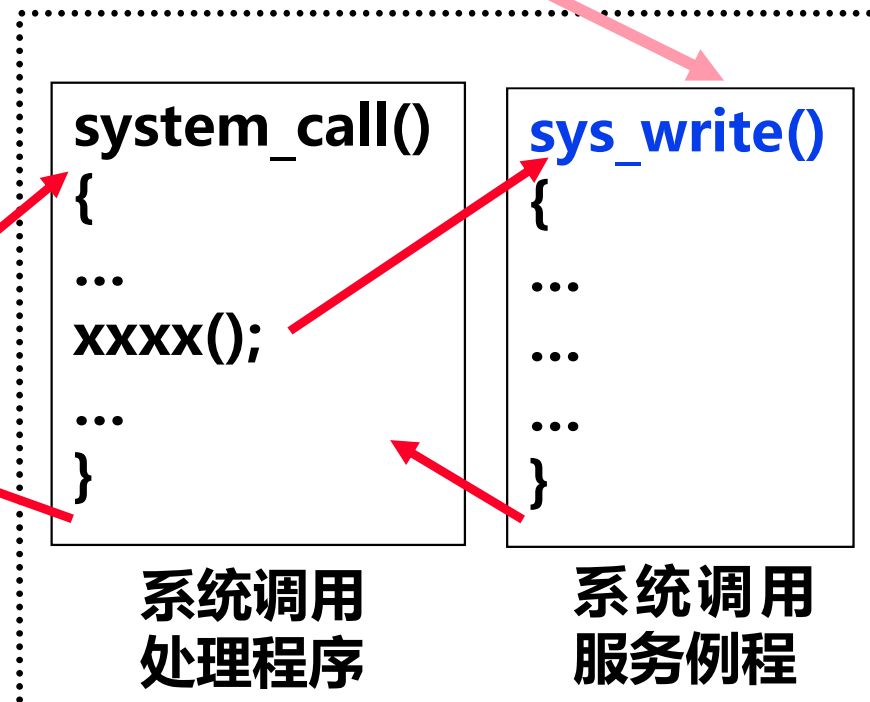 system_call()
{
...
xxxx();
...
}
系统调用
处理程序
sys_write()
{
...
...
...
}
系统调用
服务例程